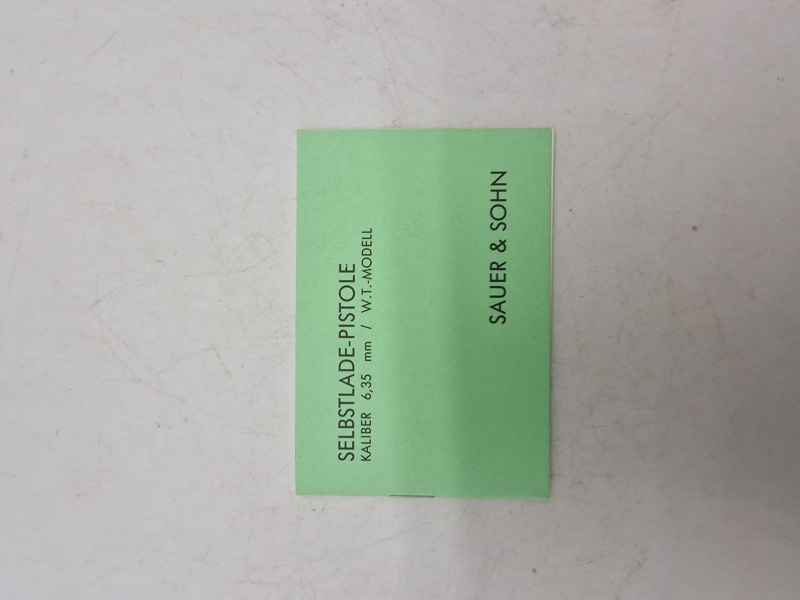 SELBSTLADE-PISTOLE
KALIBER 6,35 mm / W.T.-MODELL
SAUER & SOHN